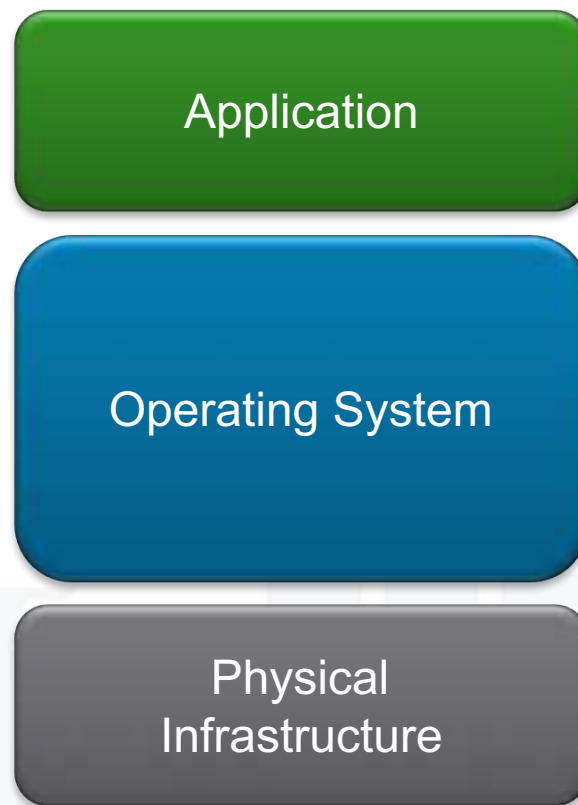 Application
Operating System
Physical
Infrastructure